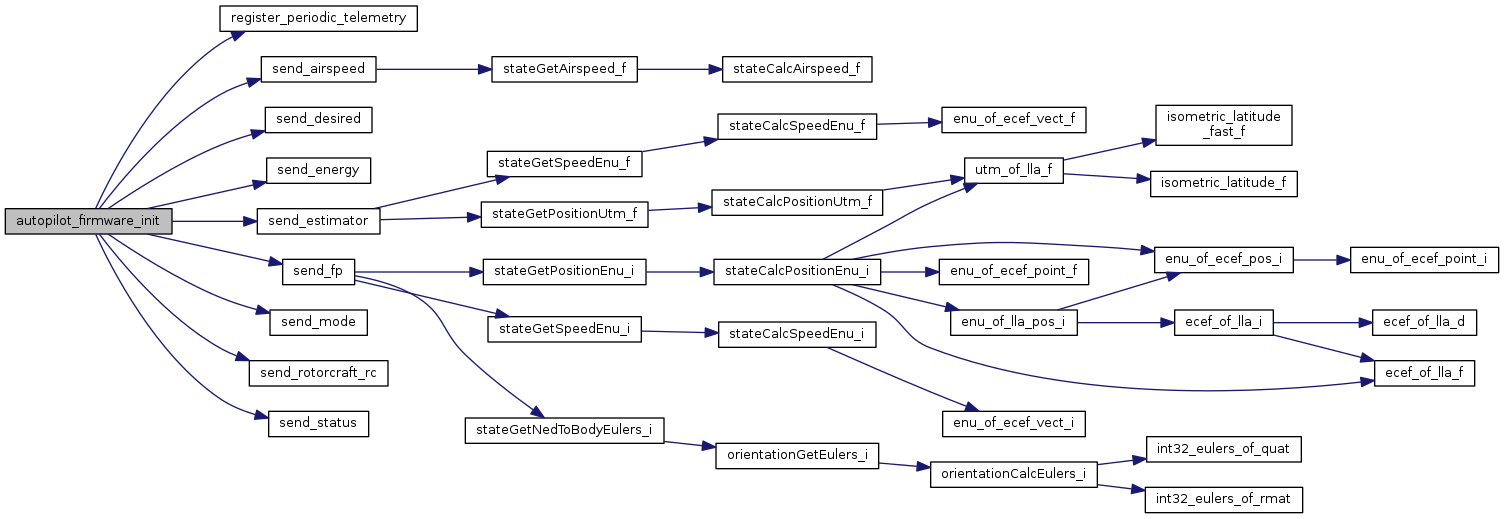 register_periodic_telemetry
send_airspeed
stateGetAirspeed_f
stateCalcAirspeed_f
send_desired
stateCalcSpeedEnu_f
enu_of_ecef_vect_f
isometric_latitude
_fast_f
send_energy
stateGetSpeedEnu_f
utm_of_lla_f
isometric_latitude_f
autopilot_firmware_init
send_estimator
stateGetPositionUtm_f
stateCalcPositionUtm_f
send_fp
stateGetPositionEnu_i
stateCalcPositionEnu_i
enu_of_ecef_point_f
enu_of_ecef_pos_i
enu_of_ecef_point_i
send_mode
stateGetSpeedEnu_i
stateCalcSpeedEnu_i
enu_of_lla_pos_i
ecef_of_lla_i
ecef_of_lla_d
send_rotorcraft_rc
ecef_of_lla_f
send_status
stateGetNedToBodyEulers_i
enu_of_ecef_vect_i
orientationGetEulers_i
orientationCalcEulers_i
int32_eulers_of_quat
int32_eulers_of_rmat